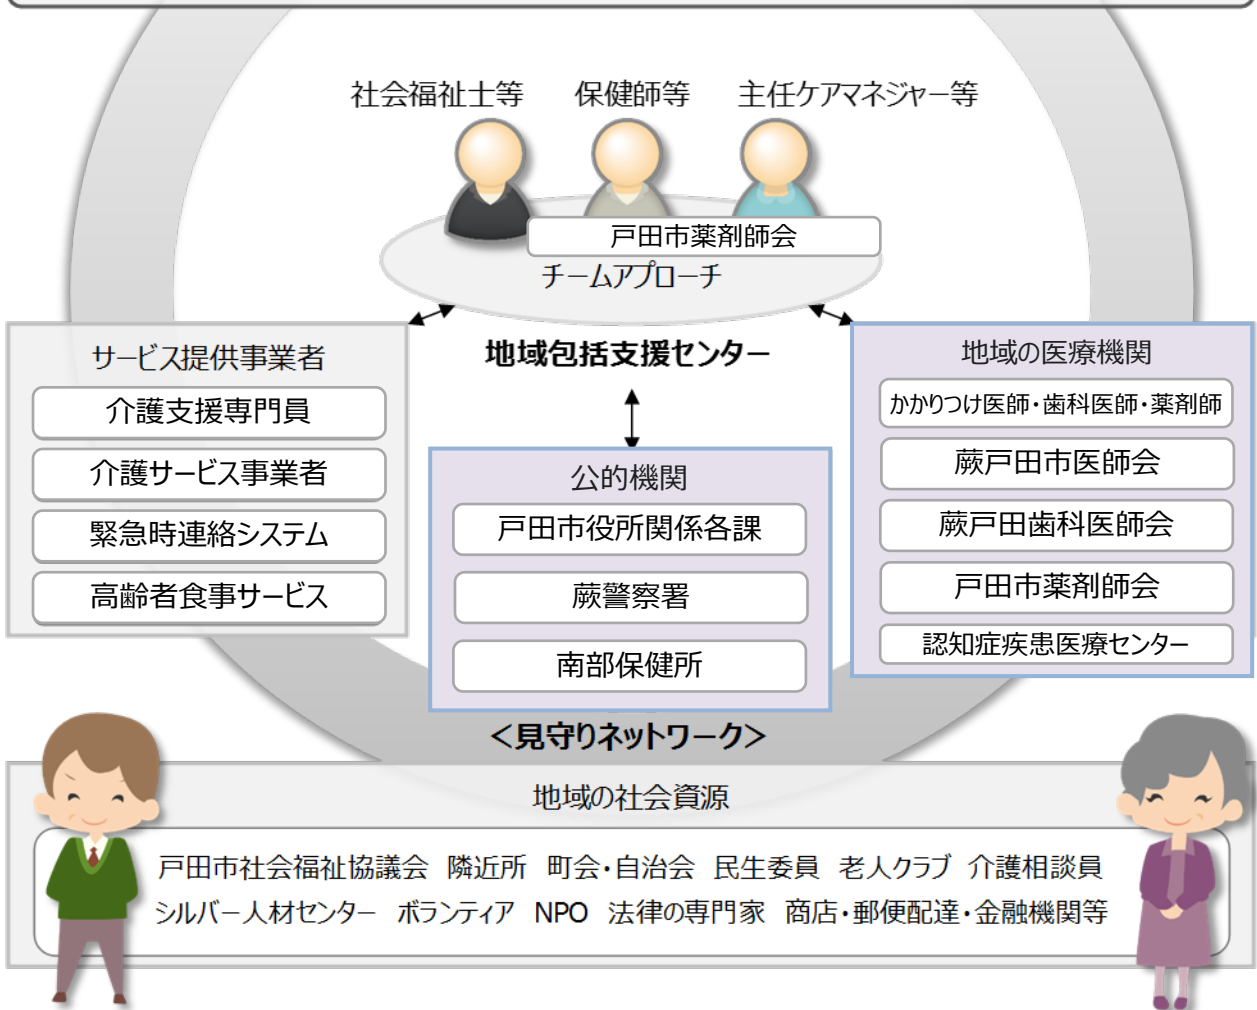 社会福祉士等 保健師等 主任ケアマネジャー等
戸田市薬剤師会
チームアプローチ
地域包括支援センター
サービス提供事業者
介護支援専門員
介護サービス事業者
緊急時連絡システム
高齢者食事サービス
公的機関
戸田市役所関係各課
蕨警察署
南部保健所
地域の医療機関
かかりつけ医師・歯科医師・薬剤師
蕨戸田市医師会
蕨戸田歯科医師会
戸田市薬剤師会
認知症疾患医療センター
＜見守りネットワーク＞
地域の社会資源
戸田市社会福祉協議会 隣近所 町会・自治会 民生委員 老人クラブ 介護相談員
シルバー人材センター ボランティア NPO 法律の専門家 商店・郵便配達・金融機関等